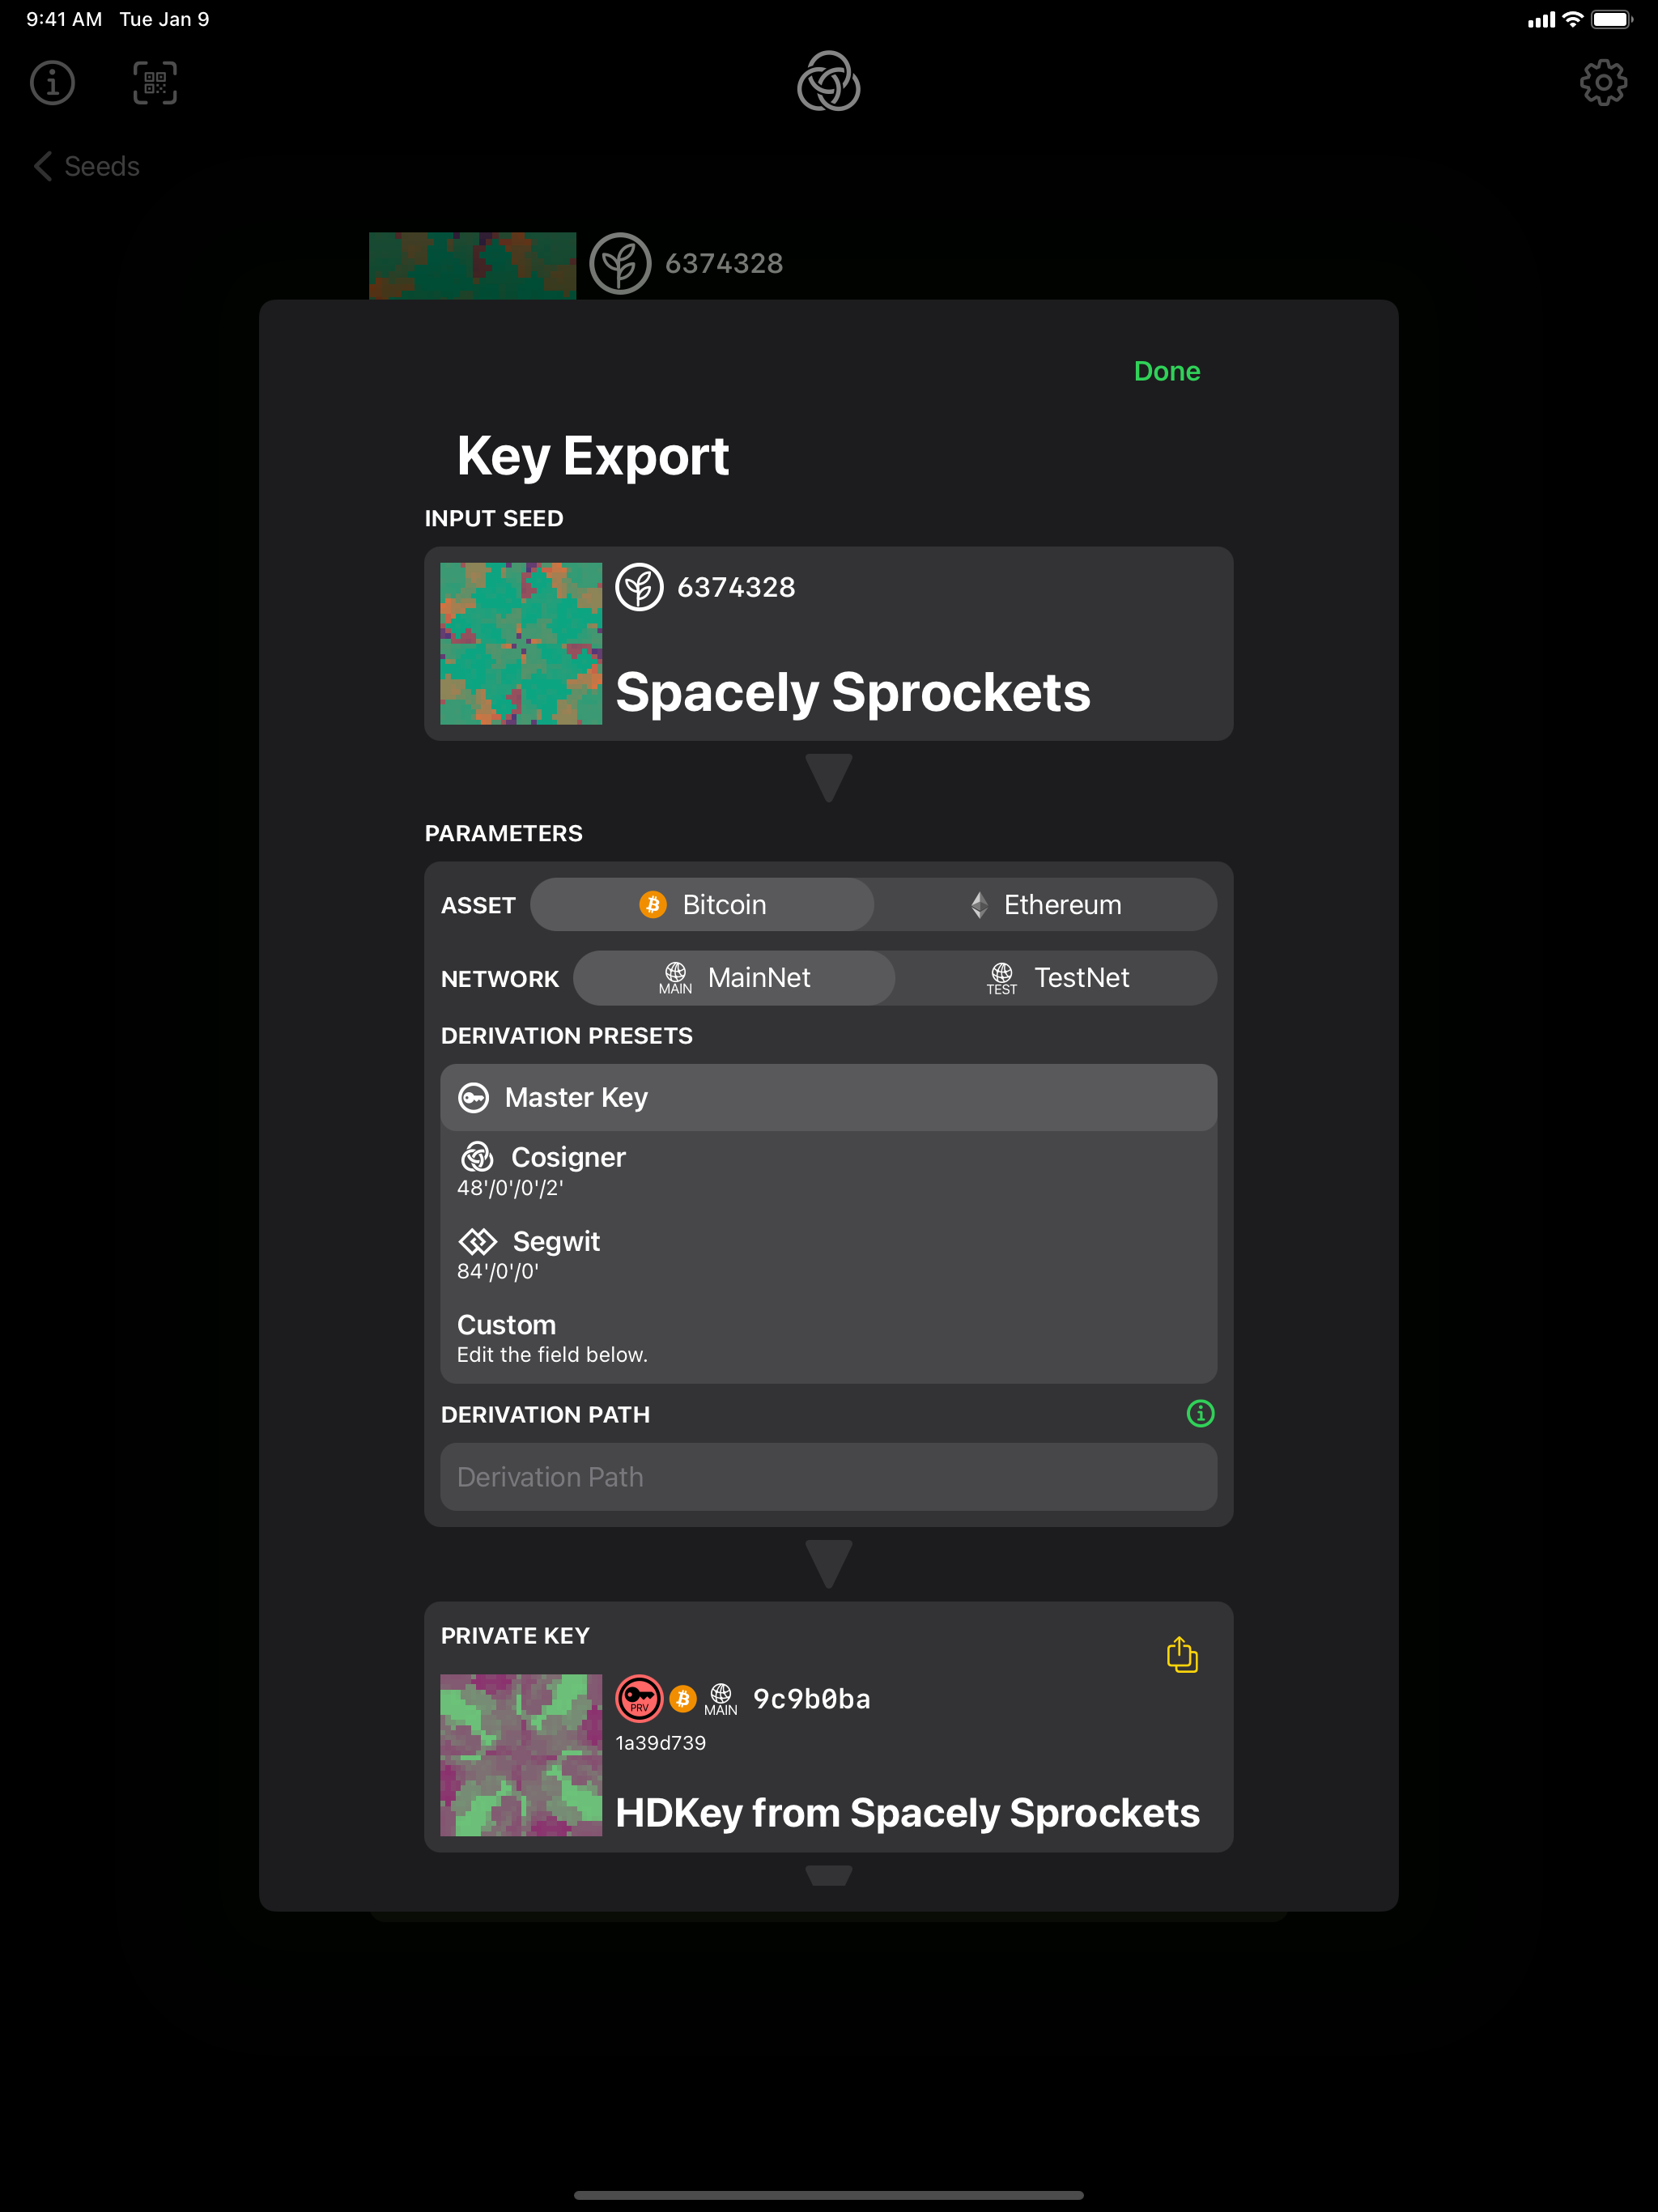 9:41 AM Tue Jan 9
Seeds
6374328
Done
Key Export
INPUT SEED
6374328
Spacely Sprockets
PARAMETERS
ASSET Bitcoin Ethereum
NETWORK MAIN MainNet TEST TestNet
DERIVATION PRESETS
Master Key
Cosigner
48'/0'/0'/2'
Segwit
84'/0'/0'
Custom
Edit the field below.
DERIVATION PATH
Derivation Path
PRIVATE KEY
PRV MAIN 9c9b0ba
1a39d739
HDKey from Spacely Sprockets